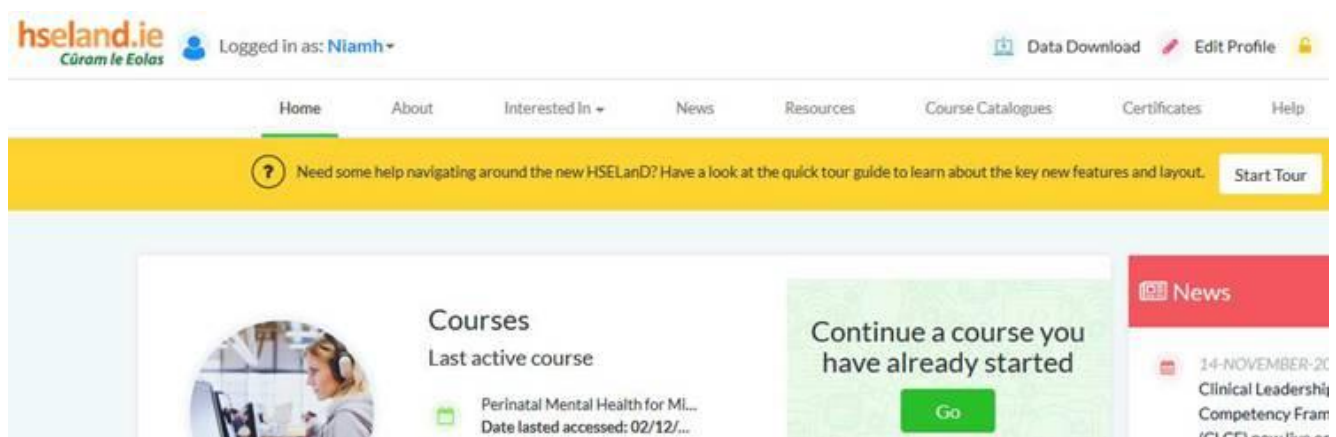 hseland.ie
Cúram le Eolas
Logged in as: Niamh
Data Download
Edit Profile
Home About Interested In News Resources Course Catalogues Certificates Help
? Need some help navigating around the new HSELanD? Have a look at the quick tour guide to learn about the key new features and layout. Start Tour
Courses
Last active course
Perinatal Mental Health for Mi...
Date lasted accessed: 02/12/...
Continue a course you
have already started
Go
News
14-NOVEMBER-20
Clinical Leadership
Competency Fram